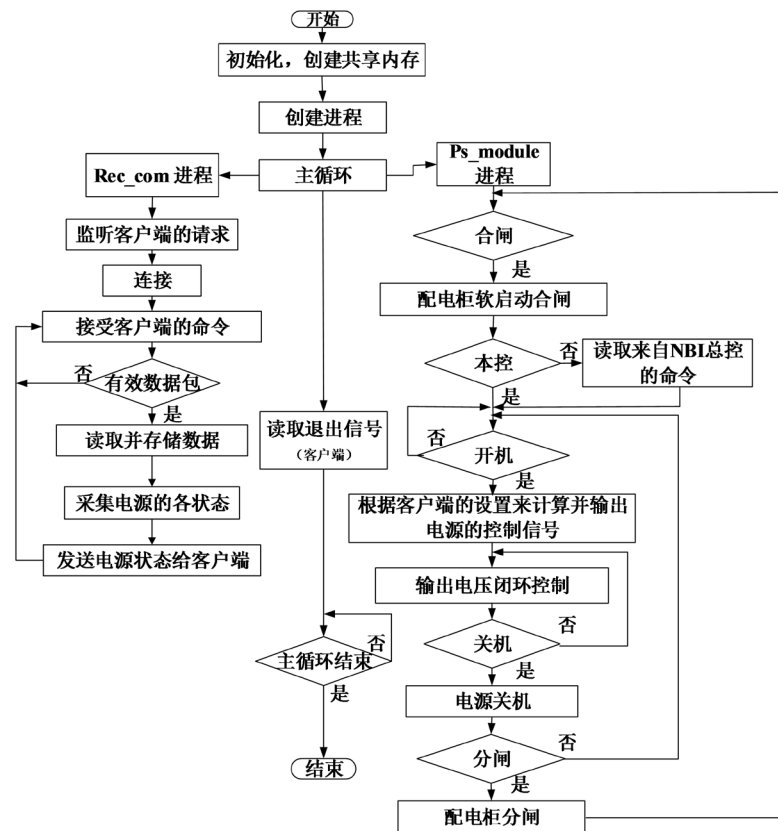 开始
初始化，创建共享内存
创建进程
主循环
Rec_com 进程
监听客户端的请求
连接
接受客户端的命令
否
有效数据包
是
读取并存储数据
采集电源的各状态
发送电源状态给客户端
读取退出信号
（客户端）
否
主循环结束
是
结束
Ps_module
进程
合闸
是
配电柜软启动合闸
本控
否
读取来自NBI总控
的命令
是
否
开机
是
根据客户端的设置来计算并输出
电源的控制信号
输出电压闭环控制
关机
否
是
电源关机
分闸
否
是
配电柜分闸